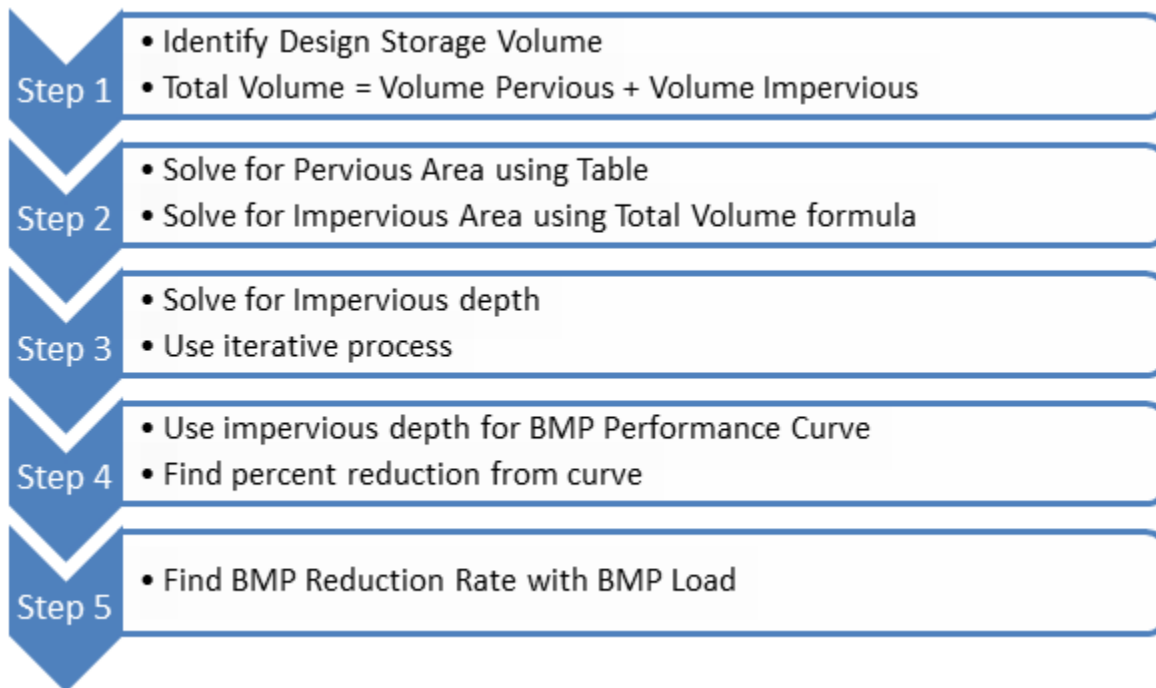 Step 1
• Identify Design Storage Volume
• Total Volume = Volume Pervious + Volume Impervious
Step 2
• Solve for Pervious Area using Table
• Solve for Impervious Area using Total Volume formula
Step 3
• Solve for Impervious depth
• Use iterative process
Step 4
• Use impervious depth for BMP Performance Curve
• Find percent reduction from curve
Step 5
• Find BMP Reduction Rate with BMP Load